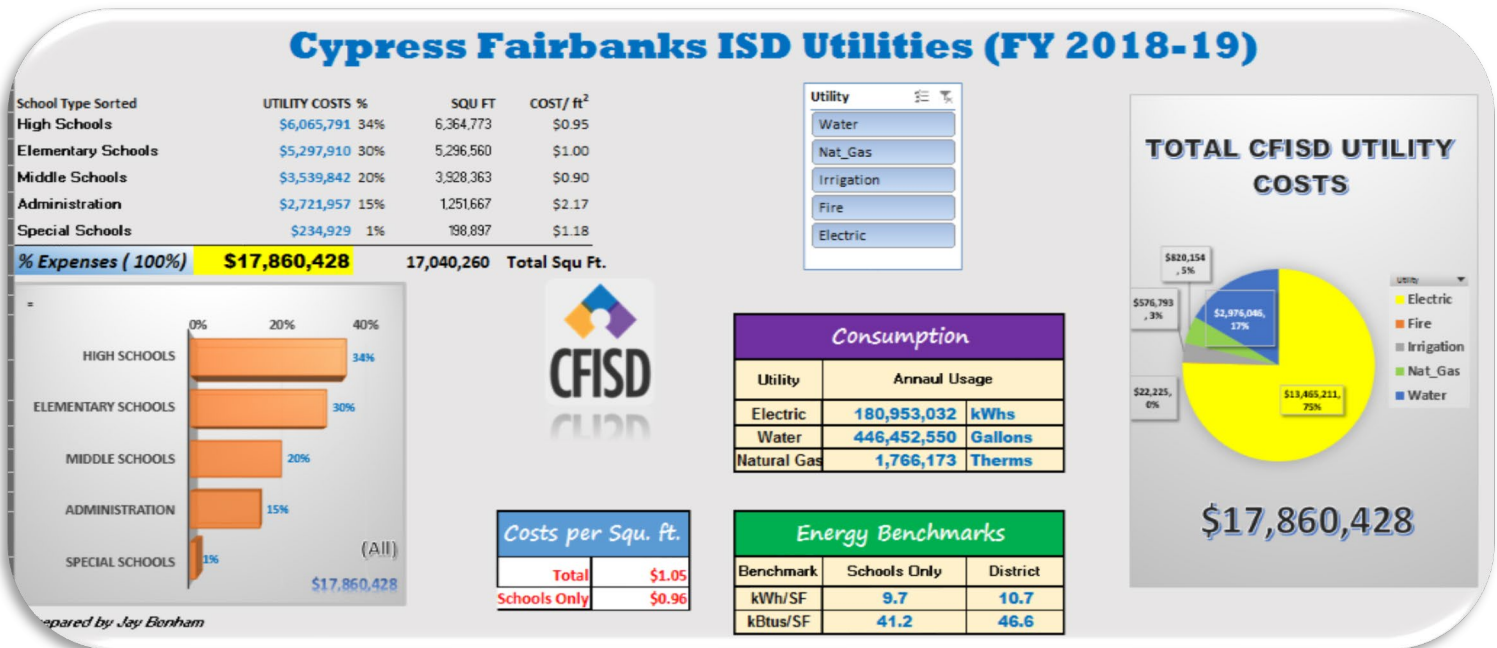 Cypress Fairbanks ISD Utilities (FY 2018-19)
School Type Sorted UTILITY COSTS % SQU FT COST/ ft²
High Schools $6,065,791 34% 6,364,773 $0.95
Elementary Schools $5,297,910 30% 5,296,560 $1.00
Middle Schools $3,539,842 20% 3,928,363 $0.90
Administration $2,721,957 15% 1,251,667 $2.17
Special Schools $234,929 1% 198,897 $1.18
% Expenses ( 100%) $17,860,428 17,040,260 Total Squ Ft.
=
0% 20% 40%
HIGH SCHOOLS 34%
ELEMENTARY SCHOOLS 30%
MIDDLE SCHOOLS 20%
ADMINISTRATION 15%
SPECIAL SCHOOLS 1%
(All)
$17,860,428
epared by Jay Benham
CFISD
Costs per Squ. ft.
Total $1.05
Schools Only $0.96
Utility
Water
Nat_Gas
Irrigation
Fire
Electric
Consumption
Utility Annaul Usage
Electric 180,953,032 kWhs
Water 446,452,550 Gallons
Natural Gas 1,766,173 Therms
Energy Benchmarks
Benchmark Schools Only District
kWh/SF 9.7 10.7
kBtus/SF 41.2 46.6
TOTAL CFISD UTILITY
COSTS
$820,154
, 5%
$576,793
, 3%
$2,976,046,
17%
$22,225,
0%
$13,465,211,
75%
Utility
Electric
Fire
Irrigation
Nat_Gas
Water
$17,860,428